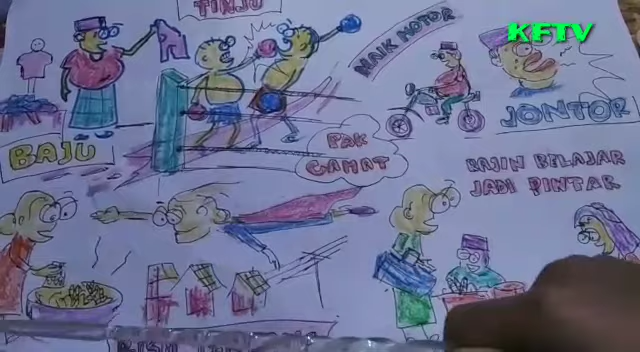 TINJU
NAIK MOTOR
KFTV
JONTOR
BAJU
PAK
CAMAT
RAJIN BELAJAR
JADI PINTAR